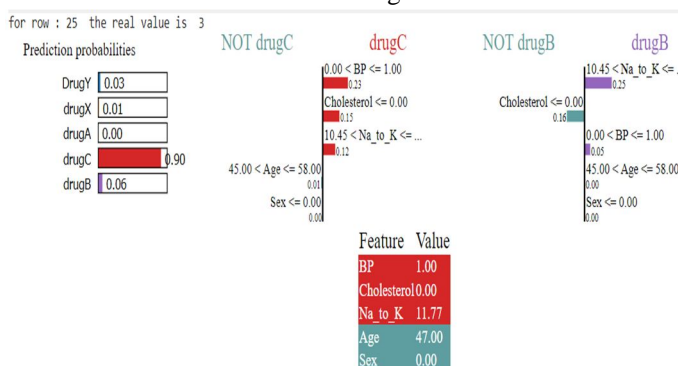 for row : 25 the real value is 3
Prediction probabilities
DrugY 0.03
drugX 0.01
drugA 0.00
drugC 0.90
drugB 0.06
NOT drugC drugC
0.00 < BP <= 1.00
0.23
Cholesterol <= 0.00
0.15
10.45 < Na_to_K <= ...
0.12
45.00 < Age <= 58.00
0.01
Sex <= 0.00
0.00
NOT drugB drugB
10.45 < Na_to_K <= ..
0.25
Cholesterol <= 0.00
0.16
0.00 < BP <= 1.00
0.05
45.00 < Age <= 58.00
0.00
Sex <= 0.00
0.00
Feature Value
BP 1.00
Cholesterol 0.00
Na_to_K 11.77
Age 47.00
Sex 0.00